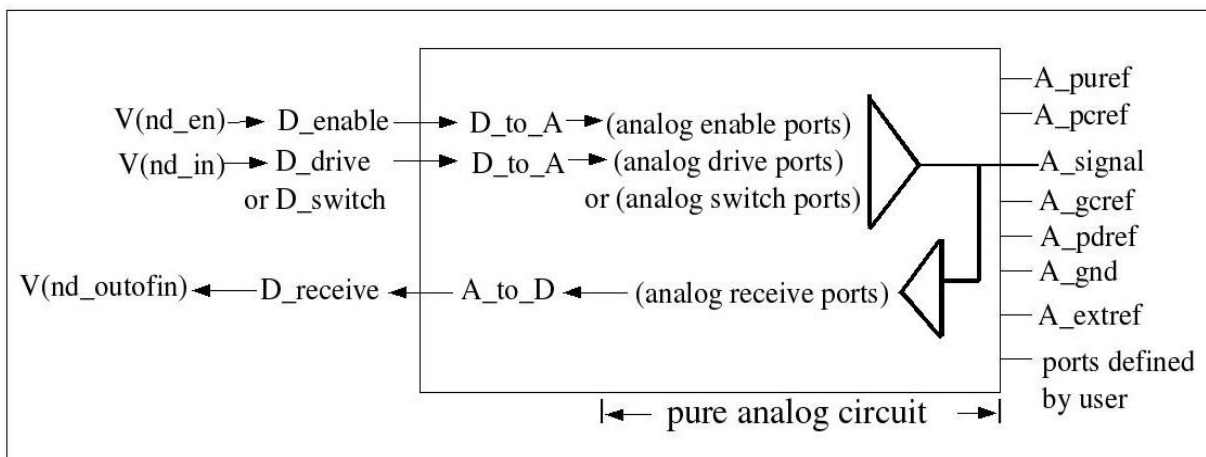 A_puref
V(nd_en) D_enable D_to_A (analog enable ports) A_pcref
V(nd_in) D_drive D_to_A (analog drive ports) A_signal
or D_switch or (analog switch ports) A_gcref
A_pdref
A_gnd
V(nd_outofin) D_receive A_to_D (analog receive ports)
A_extref
ports defined
by user
pure analog circuit